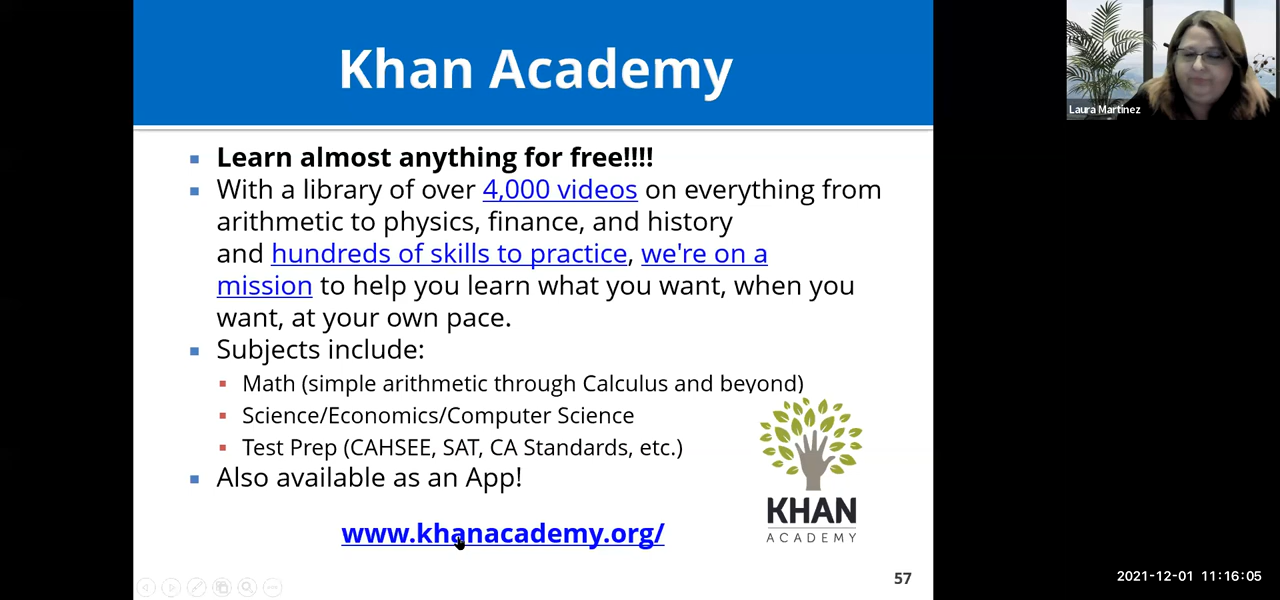 Khan Academy
Laura Martinez
Learn almost anything for free!!!!
With a library of over 4,000 videos on everything from
arithmetic to physics, finance, and history
and hundreds of skills to practice, we're on a
mission to help you learn what you want, when you
want, at your own pace.
Subjects include:
Math (simple arithmetic through Calculus and beyond)
Science/Economics/Computer Science
Test Prep (CAHSEE, SAT, CA Standards, etc.)
Also available as an App!
KHAN
ACADEMY
www.khanacademy.org/
57
2021-12-01 11:16:05